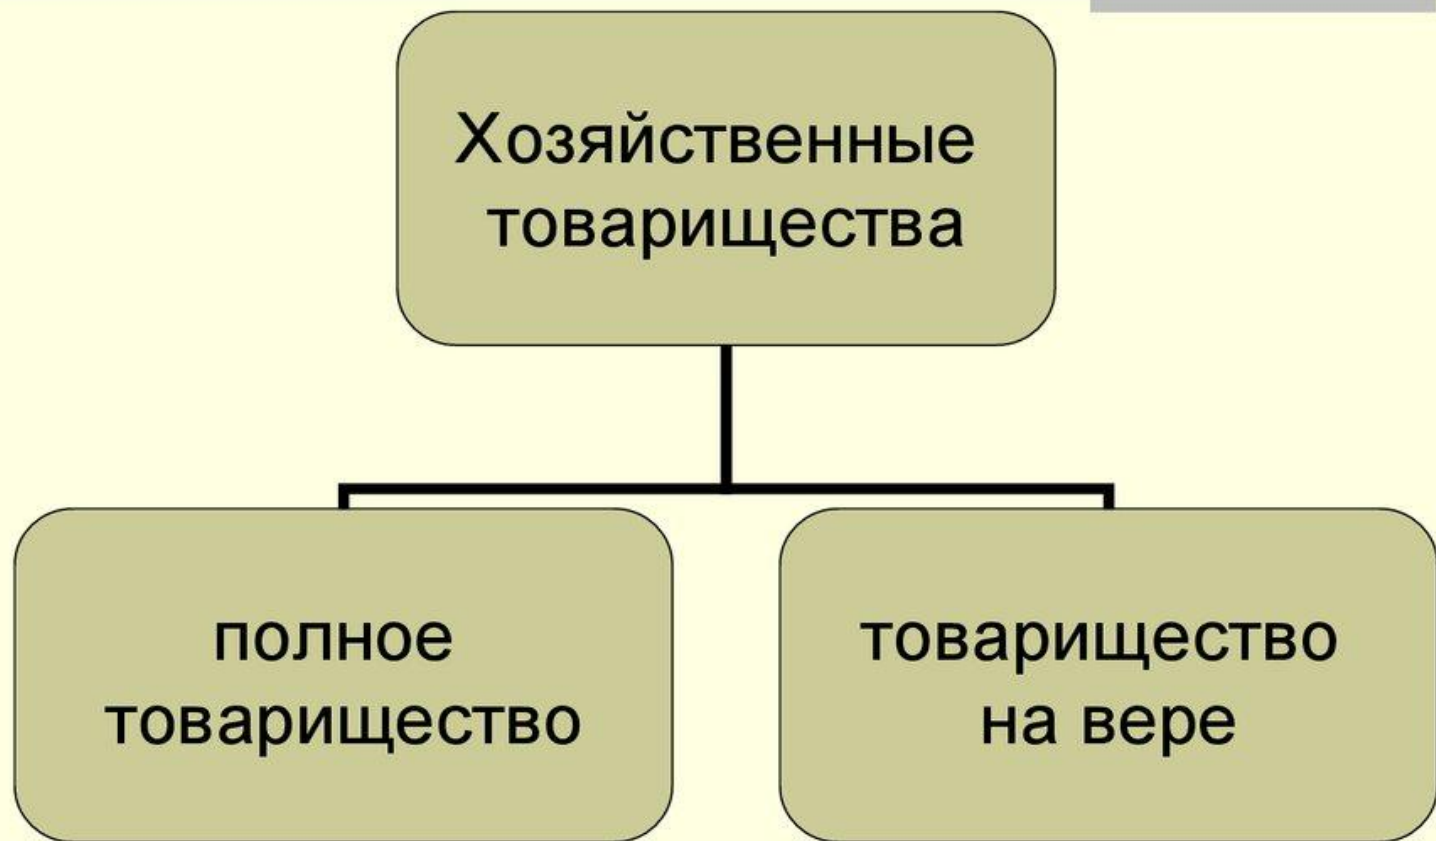 Хозяйственные
товарищества
полное
товарищество
товарищество
на вере